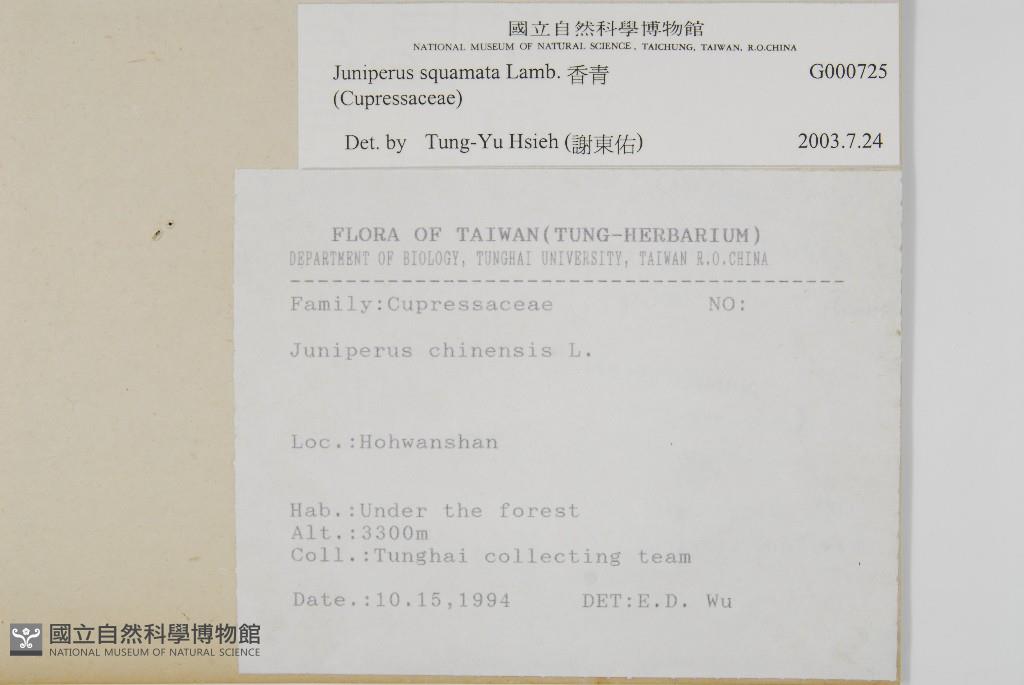 國立自然科學博物館
NATIONAL MUSEUM OF NATURAL SCIENCE, TAICHUNG, TAIWAN, R.O.CHINA
Juniperus squamata Lamb. 香青 G000725
(Cupressaceae)
Det. by Tung-Yu Hsieh (謝東佑) 2003.7.24
FLORA OF TAIWAN(TUNG-HERBARIUM)
DEPARTMENT OF BIOLOGY, TUNGHAI UNIVERSITY, TAIWAN R.O.CHINA
Family:Cupressaceae NO:
Juniperus chinensis L.
Loc.:Hohwanshan
Hab.:Under the forest
Alt.:3300m
Coll.:Tunghai collecting team
Date.:10.15,1994 DET:E.D. Wu
國立自然科學博物館
NATIONAL MUSEUM OF NATURAL SCIENCE